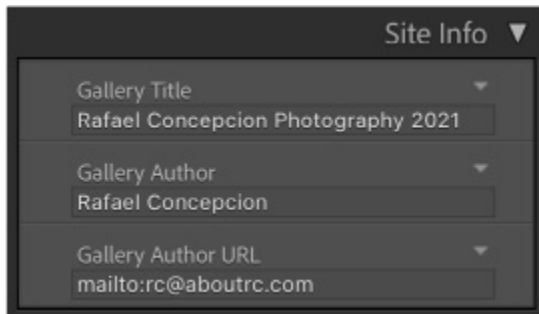 Site Info ▼
Gallery Title
Rafael Concepcion Photography 2021
Gallery Author
Rafael Concepcion
Gallery Author URL
mailto:rc@aboutrc.com